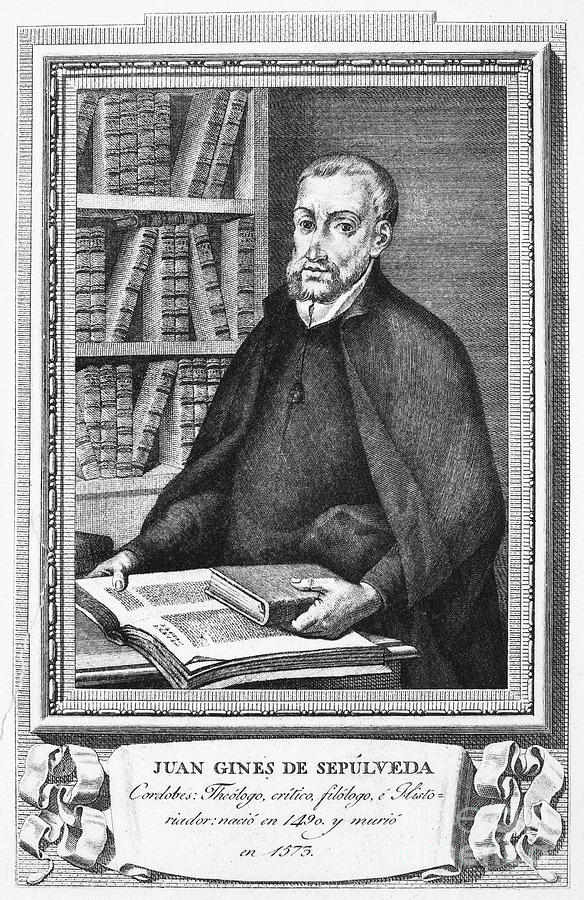 JUAN GINES DE SEPÚLVEDA
Cordobes: Theólogo, crítico, filólogo, é Histo=
riador: nació en 1490. y murió
en 1573.